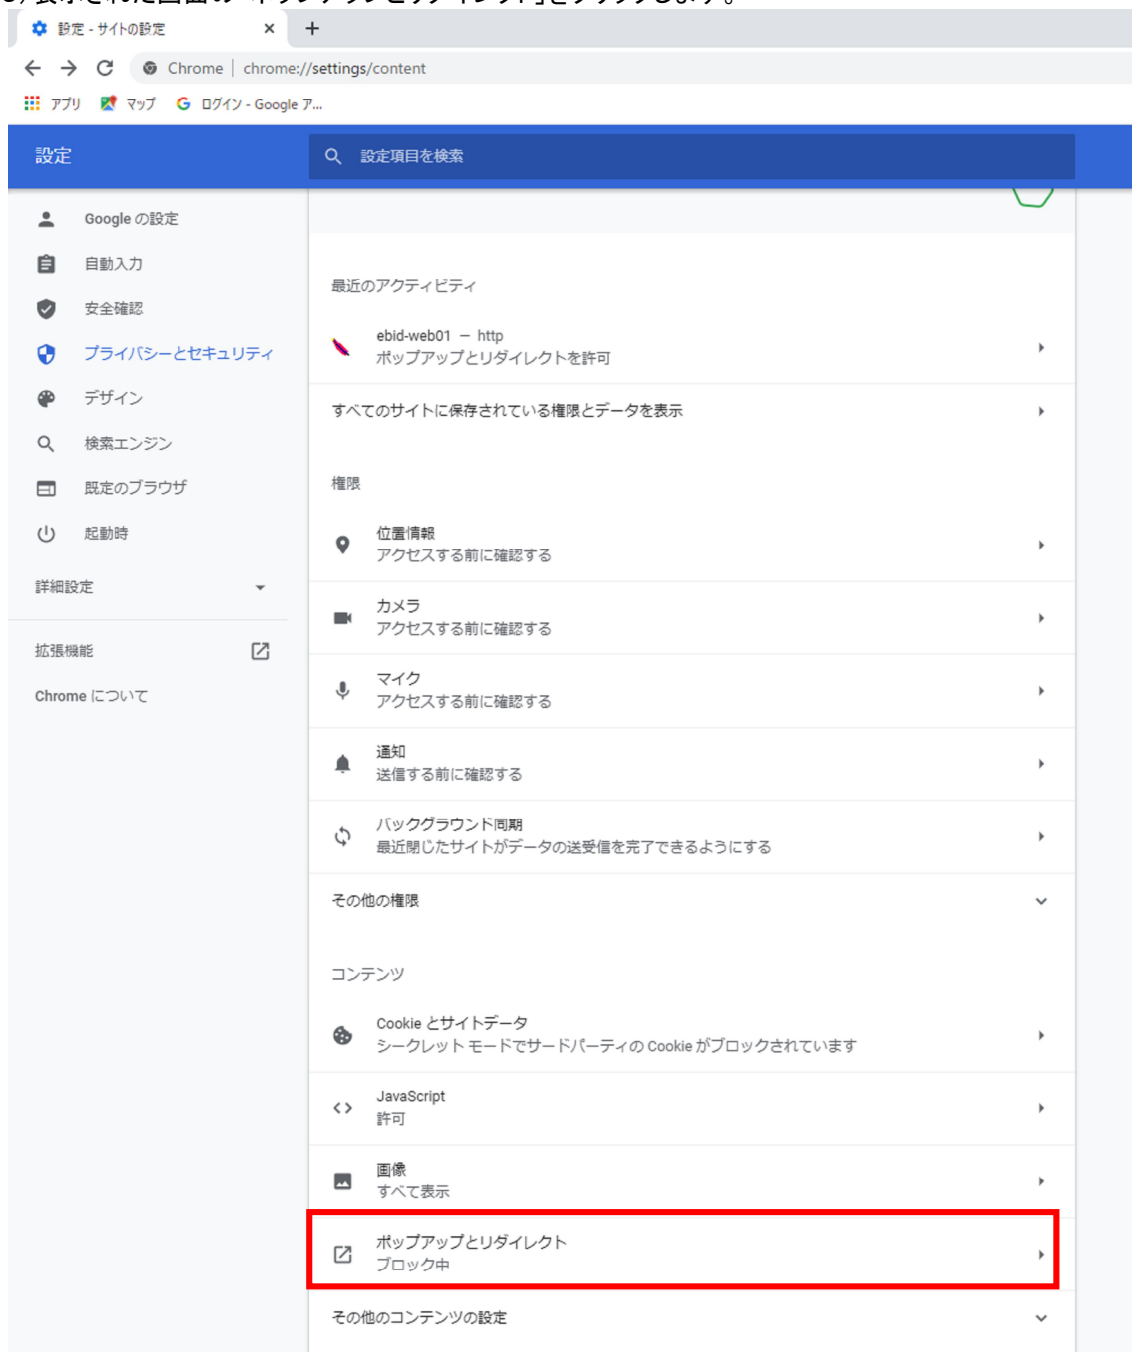 設定 - サイトの設定
Chrome | chrome://settings/content
アプリ マップ ログイン - Google ア...
設定
設定項目を検索
Google の設定
自動入力
安全確認
プライバシーとセキュリティ
デザイン
検索エンジン
既定のブラウザ
起動時
詳細設定
拡張機能
Chrome について
最近のアクティビティ
ebid-web01 － http
ポップアップとリダイレクトを許可
すべてのサイトに保存されている権限とデータを表示
権限
位置情報
アクセスする前に確認する
カメラ
アクセスする前に確認する
マイク
アクセスする前に確認する
通知
送信する前に確認する
バックグラウンド同期
最近閉じたサイトがデータの送受信を完了できるようにする
その他の権限
コンテンツ
Cookie とサイトデータ
シークレット モードでサードパーティの Cookie がブロックされています
JavaScript
許可
画像
すべて表示
ポップアップとリダイレクト
ブロック中
その他のコンテンツの設定